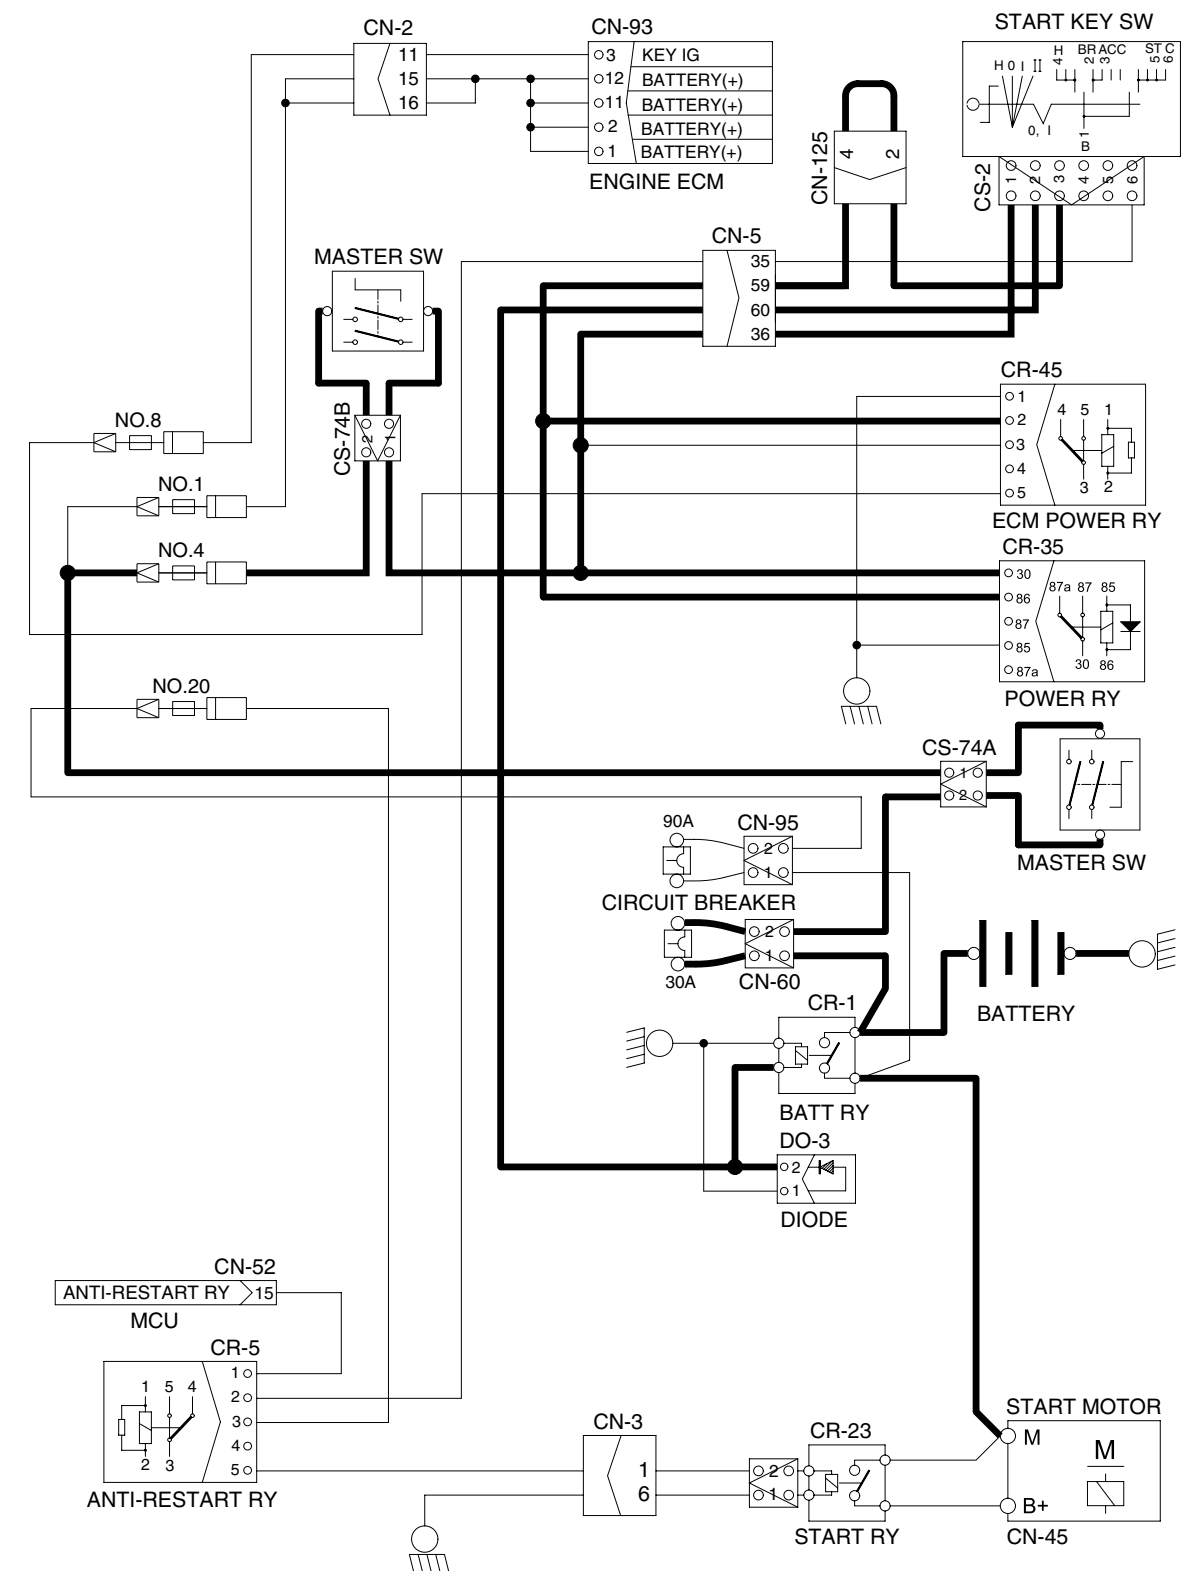 CN-2
CN-93
START KEY SW
11
15
16
3 KEY IG
12 BATTERY(+)
11 BATTERY(+)
2 BATTERY(+)
1 BATTERY(+)
ENGINE ECM
H BR ACC ST C
4 2 3 5 6
H 0 I II
0, I
1
B
CS-2
1 2 3 4 5 6
CN-125
4 2
CN-5
35
59
60
36
MASTER SW
CS-74B
2 1
CR-45
1
2
3
4
5
4 5 1
3 2
ECM POWER RY
NO.8
NO.1
NO.4
CR-35
30
86
87
85
87a
87a 87 85
30 86
POWER RY
NO.20
CS-74A
1
2
MASTER SW
90A
CN-95
2
1
CIRCUIT BREAKER
2
1
30A
CN-60
BATTERY
CR-1
BATT RY
DO-3
2
1
DIODE
CN-52
ANTI-RESTART RY 15
MCU
CR-5
1
2
3
4
5
1 5 4
2 3
ANTI-RESTART RY
CN-3
1
6
2
1
CR-23
START RY
START MOTOR
M
M
B+
CN-45